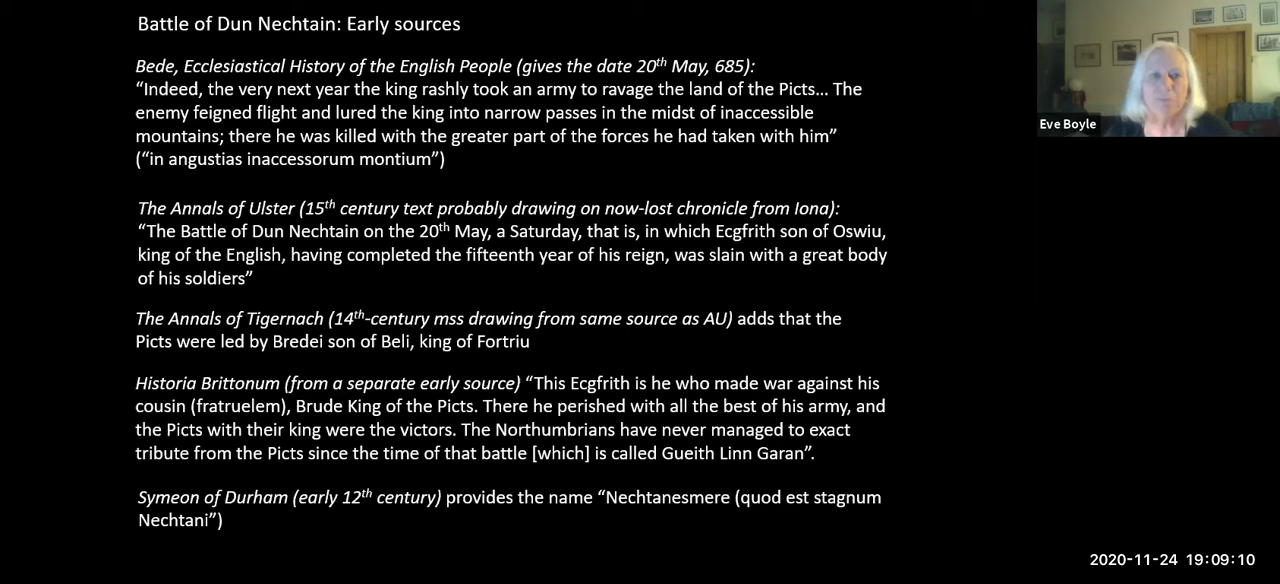 Battle of Dun Nechtain: Early sources
Bede, Ecclesiastical History of the English People (gives the date 20th May, 685):
“Indeed, the very next year the king rashly took an army to ravage the land of the Picts... The
enemy feigned flight and lured the king into narrow passes in the midst of inaccessible
mountains; there he was killed with the greater part of the forces he had taken with him”
(“in angustias inaccessorum montium”)
The Annals of Ulster (15th century text probably drawing on now-lost chronicle from Iona):
“The Battle of Dun Nechtain on the 20th May, a Saturday, that is, in which Ecgfrith son of Oswiu,
king of the English, having completed the fifteenth year of his reign, was slain with a great body
of his soldiers”
The Annals of Tigernach (14th-century mss drawing from same source as AU) adds that the
Picts were led by Bredei son of Beli, king of Fortriu
Historia Brittonum (from a separate early source) “This Ecgfrith is he who made war against his
cousin (fratruelem), Brude King of the Picts. There he perished with all the best of his army, and
the Picts with their king were the victors. The Northumbrians have never managed to exact
tribute from the Picts since the time of that battle [which] is called Gueith Linn Garan”.
Symeon of Durham (early 12th century) provides the name “Nechtanesmere (quod est stagnum
Nechtani”)
Eve Boyle
2020-11-24 19:09:10